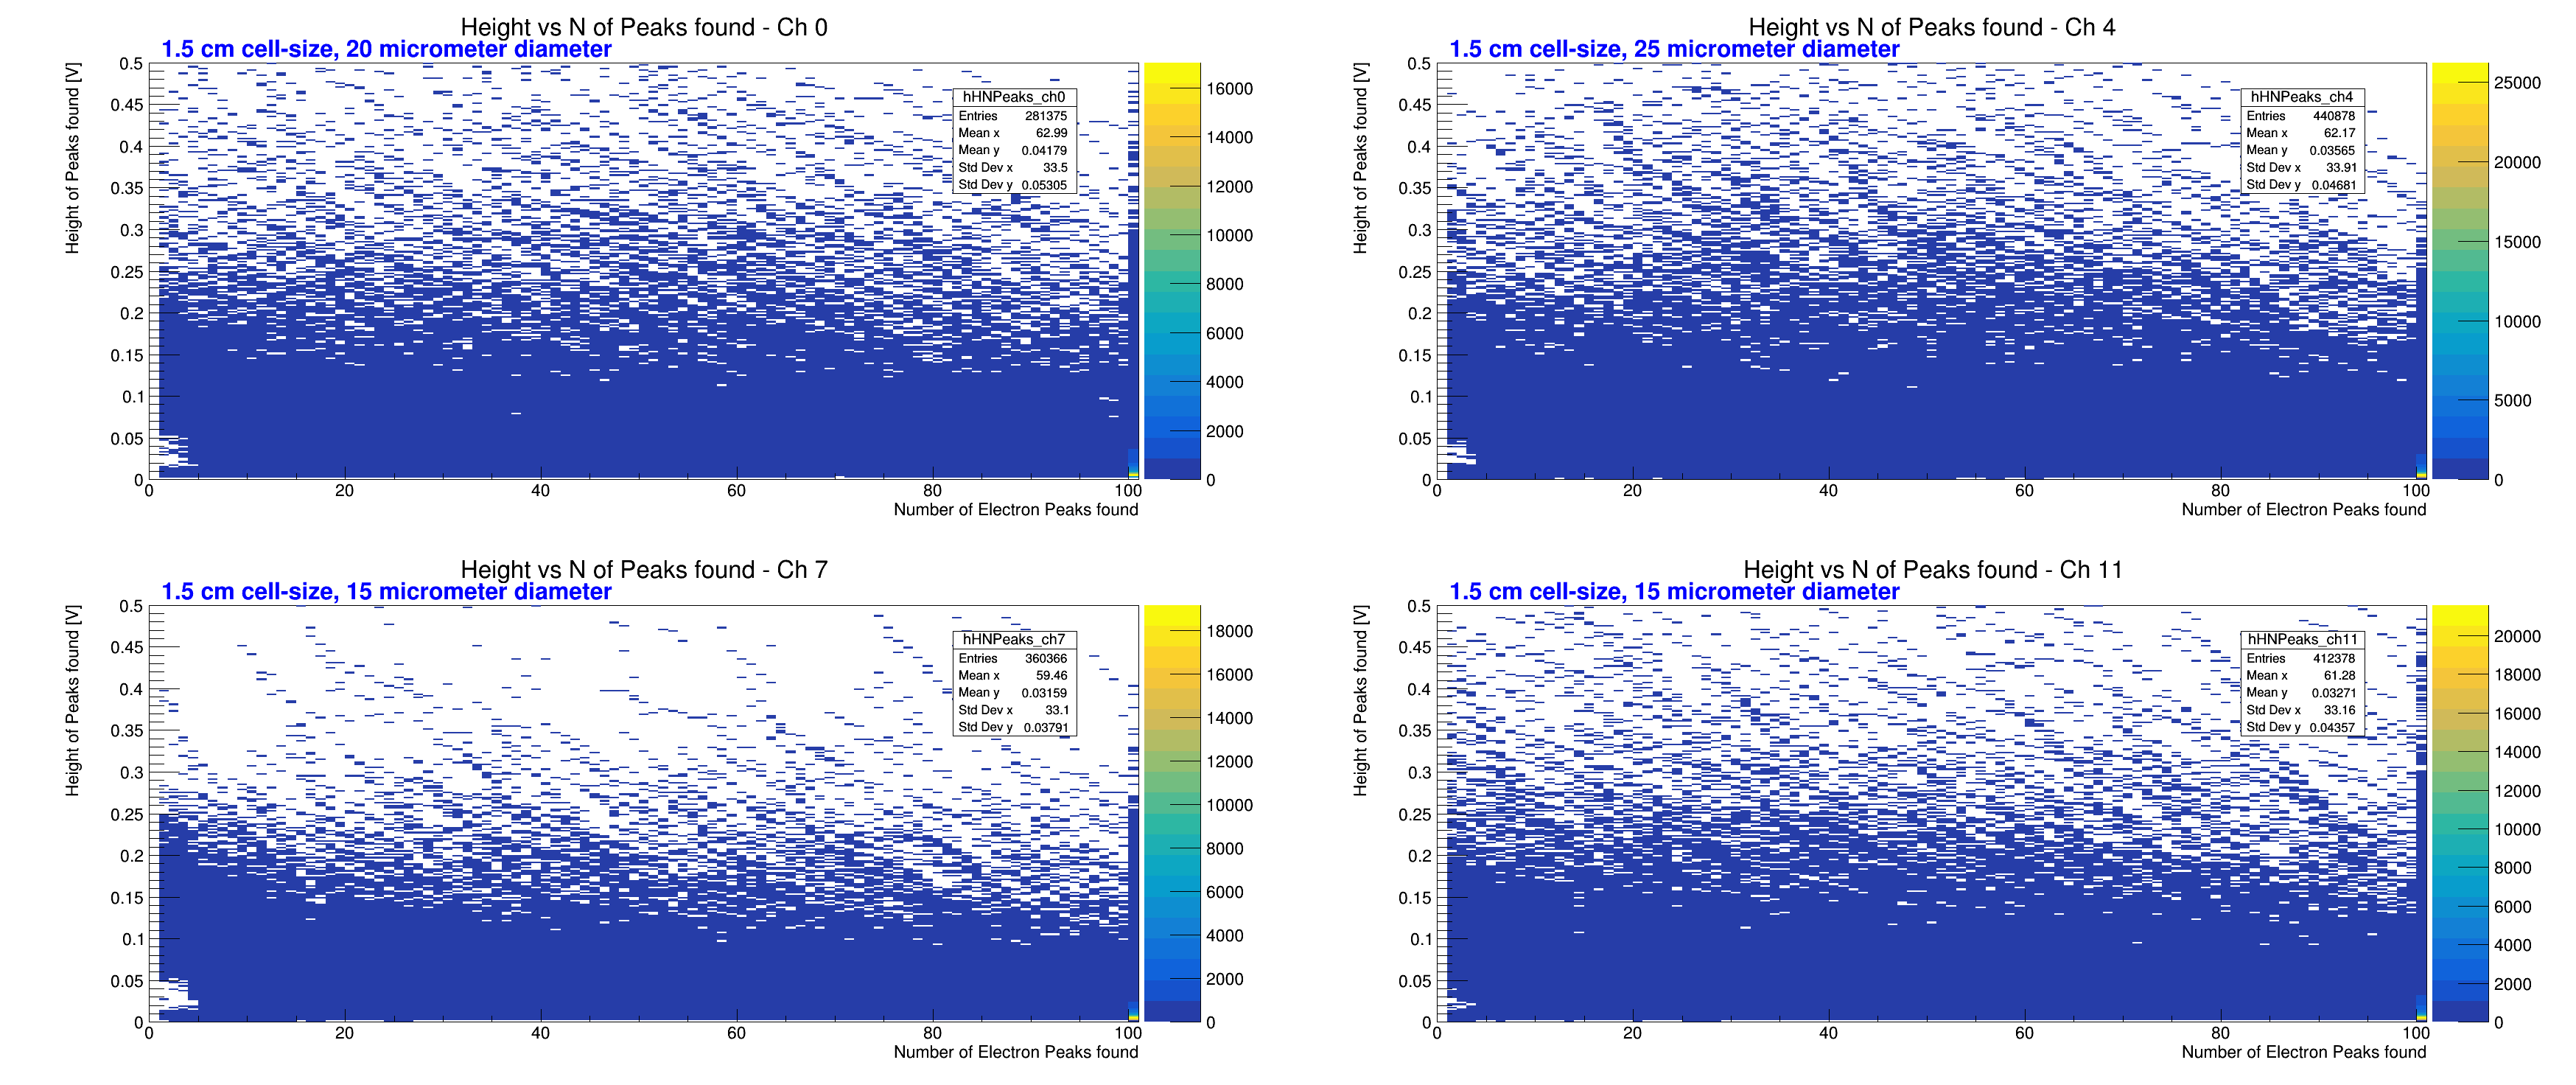 Height vs N of Peaks found - Ch 0
1.5 cm cell-size, 20 micrometer diameter
Height of Peaks found [V]
0.5
0.45
0.4
0.35
0.3
0.25
0.2
0.15
0.1
0.05
0
0 20 40 60 80 100
Number of Electron Peaks found
hHNPeaks_ch0
Entries 281375
Mean x 62.99
Mean y 0.04179
Std Dev x 33.5
Std Dev y 0.05305
16000
14000
12000
10000
8000
6000
4000
2000
0
Height vs N of Peaks found - Ch 4
1.5 cm cell-size, 25 micrometer diameter
Height of Peaks found [V]
0.5
0.45
0.4
0.35
0.3
0.25
0.2
0.15
0.1
0.05
0
0 20 40 60 80 100
Number of Electron Peaks found
hHNPeaks_ch4
Entries 440878
Mean x 62.17
Mean y 0.03565
Std Dev x 33.91
Std Dev y 0.04681
25000
20000
15000
10000
5000
0
Height vs N of Peaks found - Ch 7
1.5 cm cell-size, 15 micrometer diameter
Height of Peaks found [V]
0.5
0.45
0.4
0.35
0.3
0.25
0.2
0.15
0.1
0.05
0
0 20 40 60 80 100
Number of Electron Peaks found
hHNPeaks_ch7
Entries 360366
Mean x 59.46
Mean y 0.03159
Std Dev x 33.1
Std Dev y 0.03791
18000
16000
14000
12000
10000
8000
6000
4000
2000
0
Height vs N of Peaks found - Ch 11
1.5 cm cell-size, 15 micrometer diameter
Height of Peaks found [V]
0.5
0.45
0.4
0.35
0.3
0.25
0.2
0.15
0.1
0.05
0
0 20 40 60 80 100
Number of Electron Peaks found
hHNPeaks_ch11
Entries 412378
Mean x 61.28
Mean y 0.03271
Std Dev x 33.16
Std Dev y 0.04357
20000
18000
16000
14000
12000
10000
8000
6000
4000
2000
0